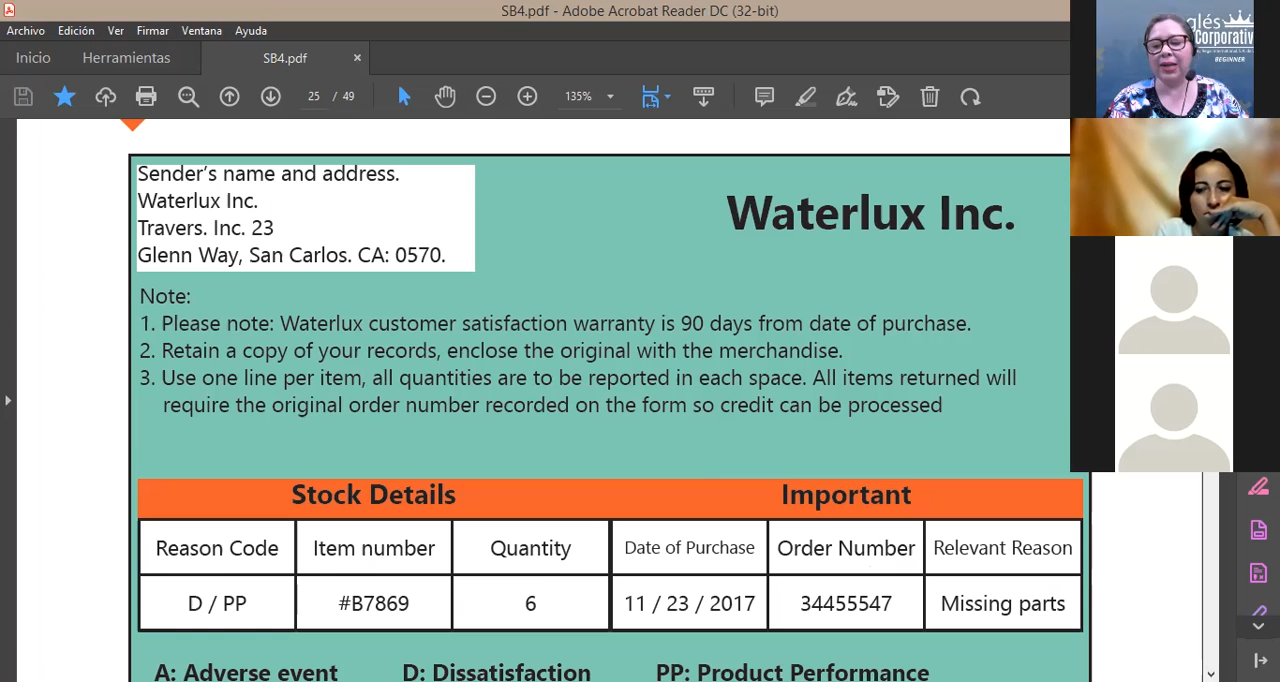 SB4.pdf - Adobe Acrobat Reader DC (32-bit)
Archivo Edición Ver Firmar Ventana Ayuda
Inicio Herramientas SB4.pdf ×
25 / 49 135%
Sender's name and address.
Waterlux Inc.
Travers. Inc. 23
Glenn Way, San Carlos. CA: 0570.
Waterlux Inc.
Note:
1. Please note: Waterlux customer satisfaction warranty is 90 days from date of purchase.
2. Retain a copy of your records, enclose the original with the merchandise.
3. Use one line per item, all quantities are to be reported in each space. All items returned will
require the original order number recorded on the form so credit can be processed
Stock Details Important
Reason Code Item number Quantity Date of Purchase Order Number Relevant Reason
D / PP #B7869 6 11 / 23 / 2017 34455547 Missing parts
A: Adverse event D: Dissatisfaction PP: Product Performance
glés
Corporativ
BEGINNER